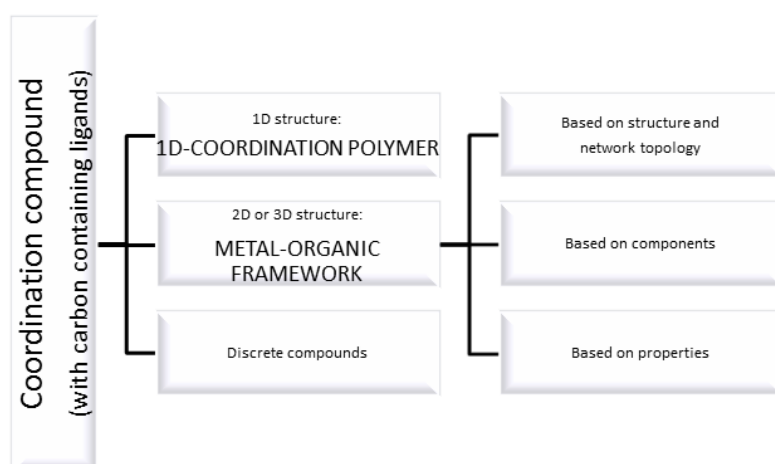 Coordination compound
(with carbon containing ligands)
1D structure:
1D-COORDINATION POLYMER
2D or 3D structure:
METAL-ORGANIC
FRAMEWORK
Discrete compounds
Based on structure and
network topology
Based on components
Based on properties